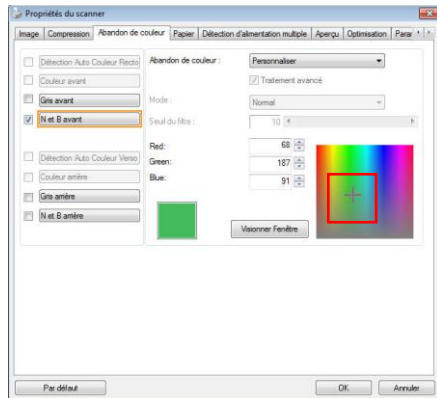 Propriétés du scanner
Image Compression Abandon de couleur Papier Détection d'alimentation multiple Aperçu Optimisation Parar
Détection Auto Couleur Recto
Couleur avant
Gris avant
N et B avant
Détection Auto Couleur Verso
Couleur arrière
Gris arrière
N et B arrière
Abandon de couleur : Personnaliser
Traitement avancé
Mode : Normal
Seuil du filtre : 10
Red: 68
Green: 187
Blue: 91
Visionner Fenêtre
Par défaut OK Annuler